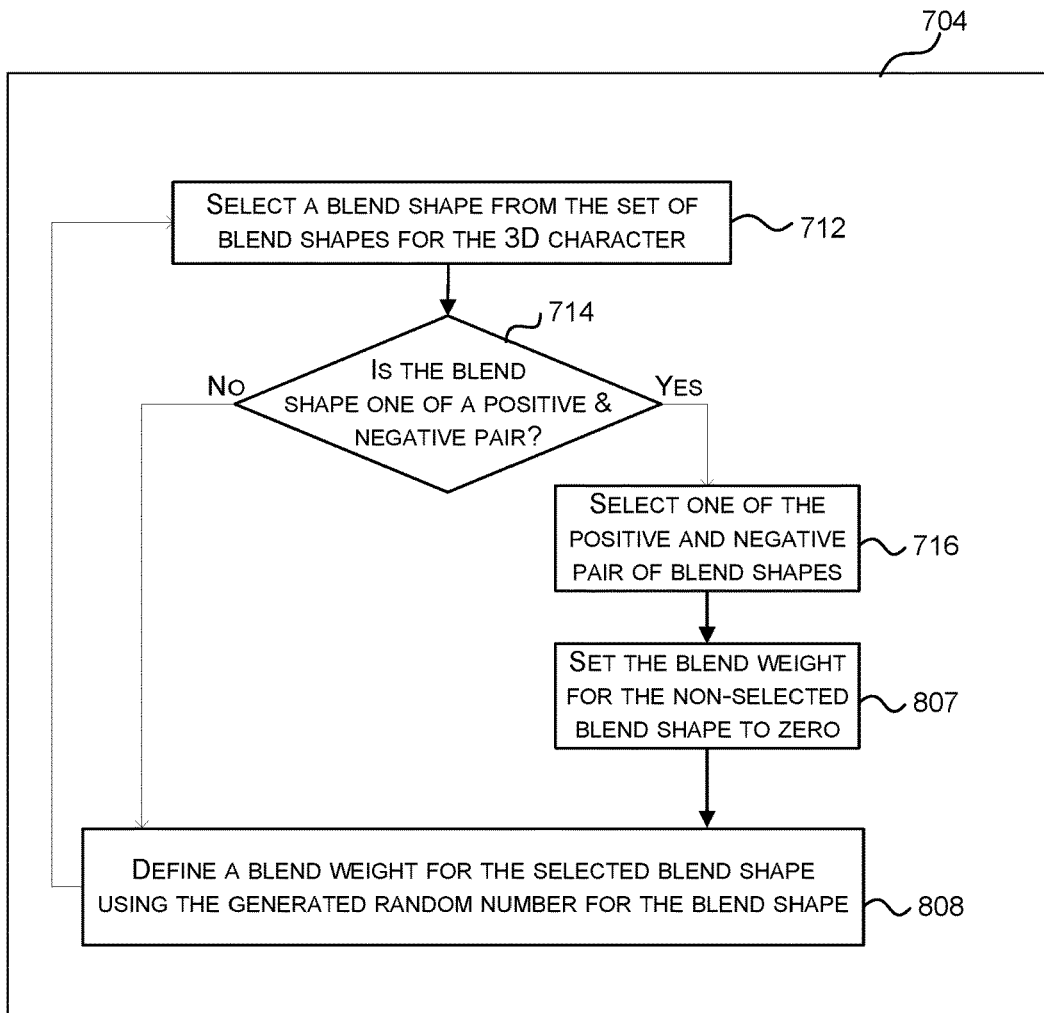 704
SELECT A BLEND SHAPE FROM THE SET OF
BLEND SHAPES FOR THE 3D CHARACTER
712
714
IS THE BLEND
SHAPE ONE OF A POSITIVE &
NEGATIVE PAIR?
NO
YES
SELECT ONE OF THE
POSITIVE AND NEGATIVE
PAIR OF BLEND SHAPES
716
SET THE BLEND WEIGHT
FOR THE NON-SELECTED
BLEND SHAPE TO ZERO
807
DEFINE A BLEND WEIGHT FOR THE SELECTED BLEND SHAPE
USING THE GENERATED RANDOM NUMBER FOR THE BLEND SHAPE
808